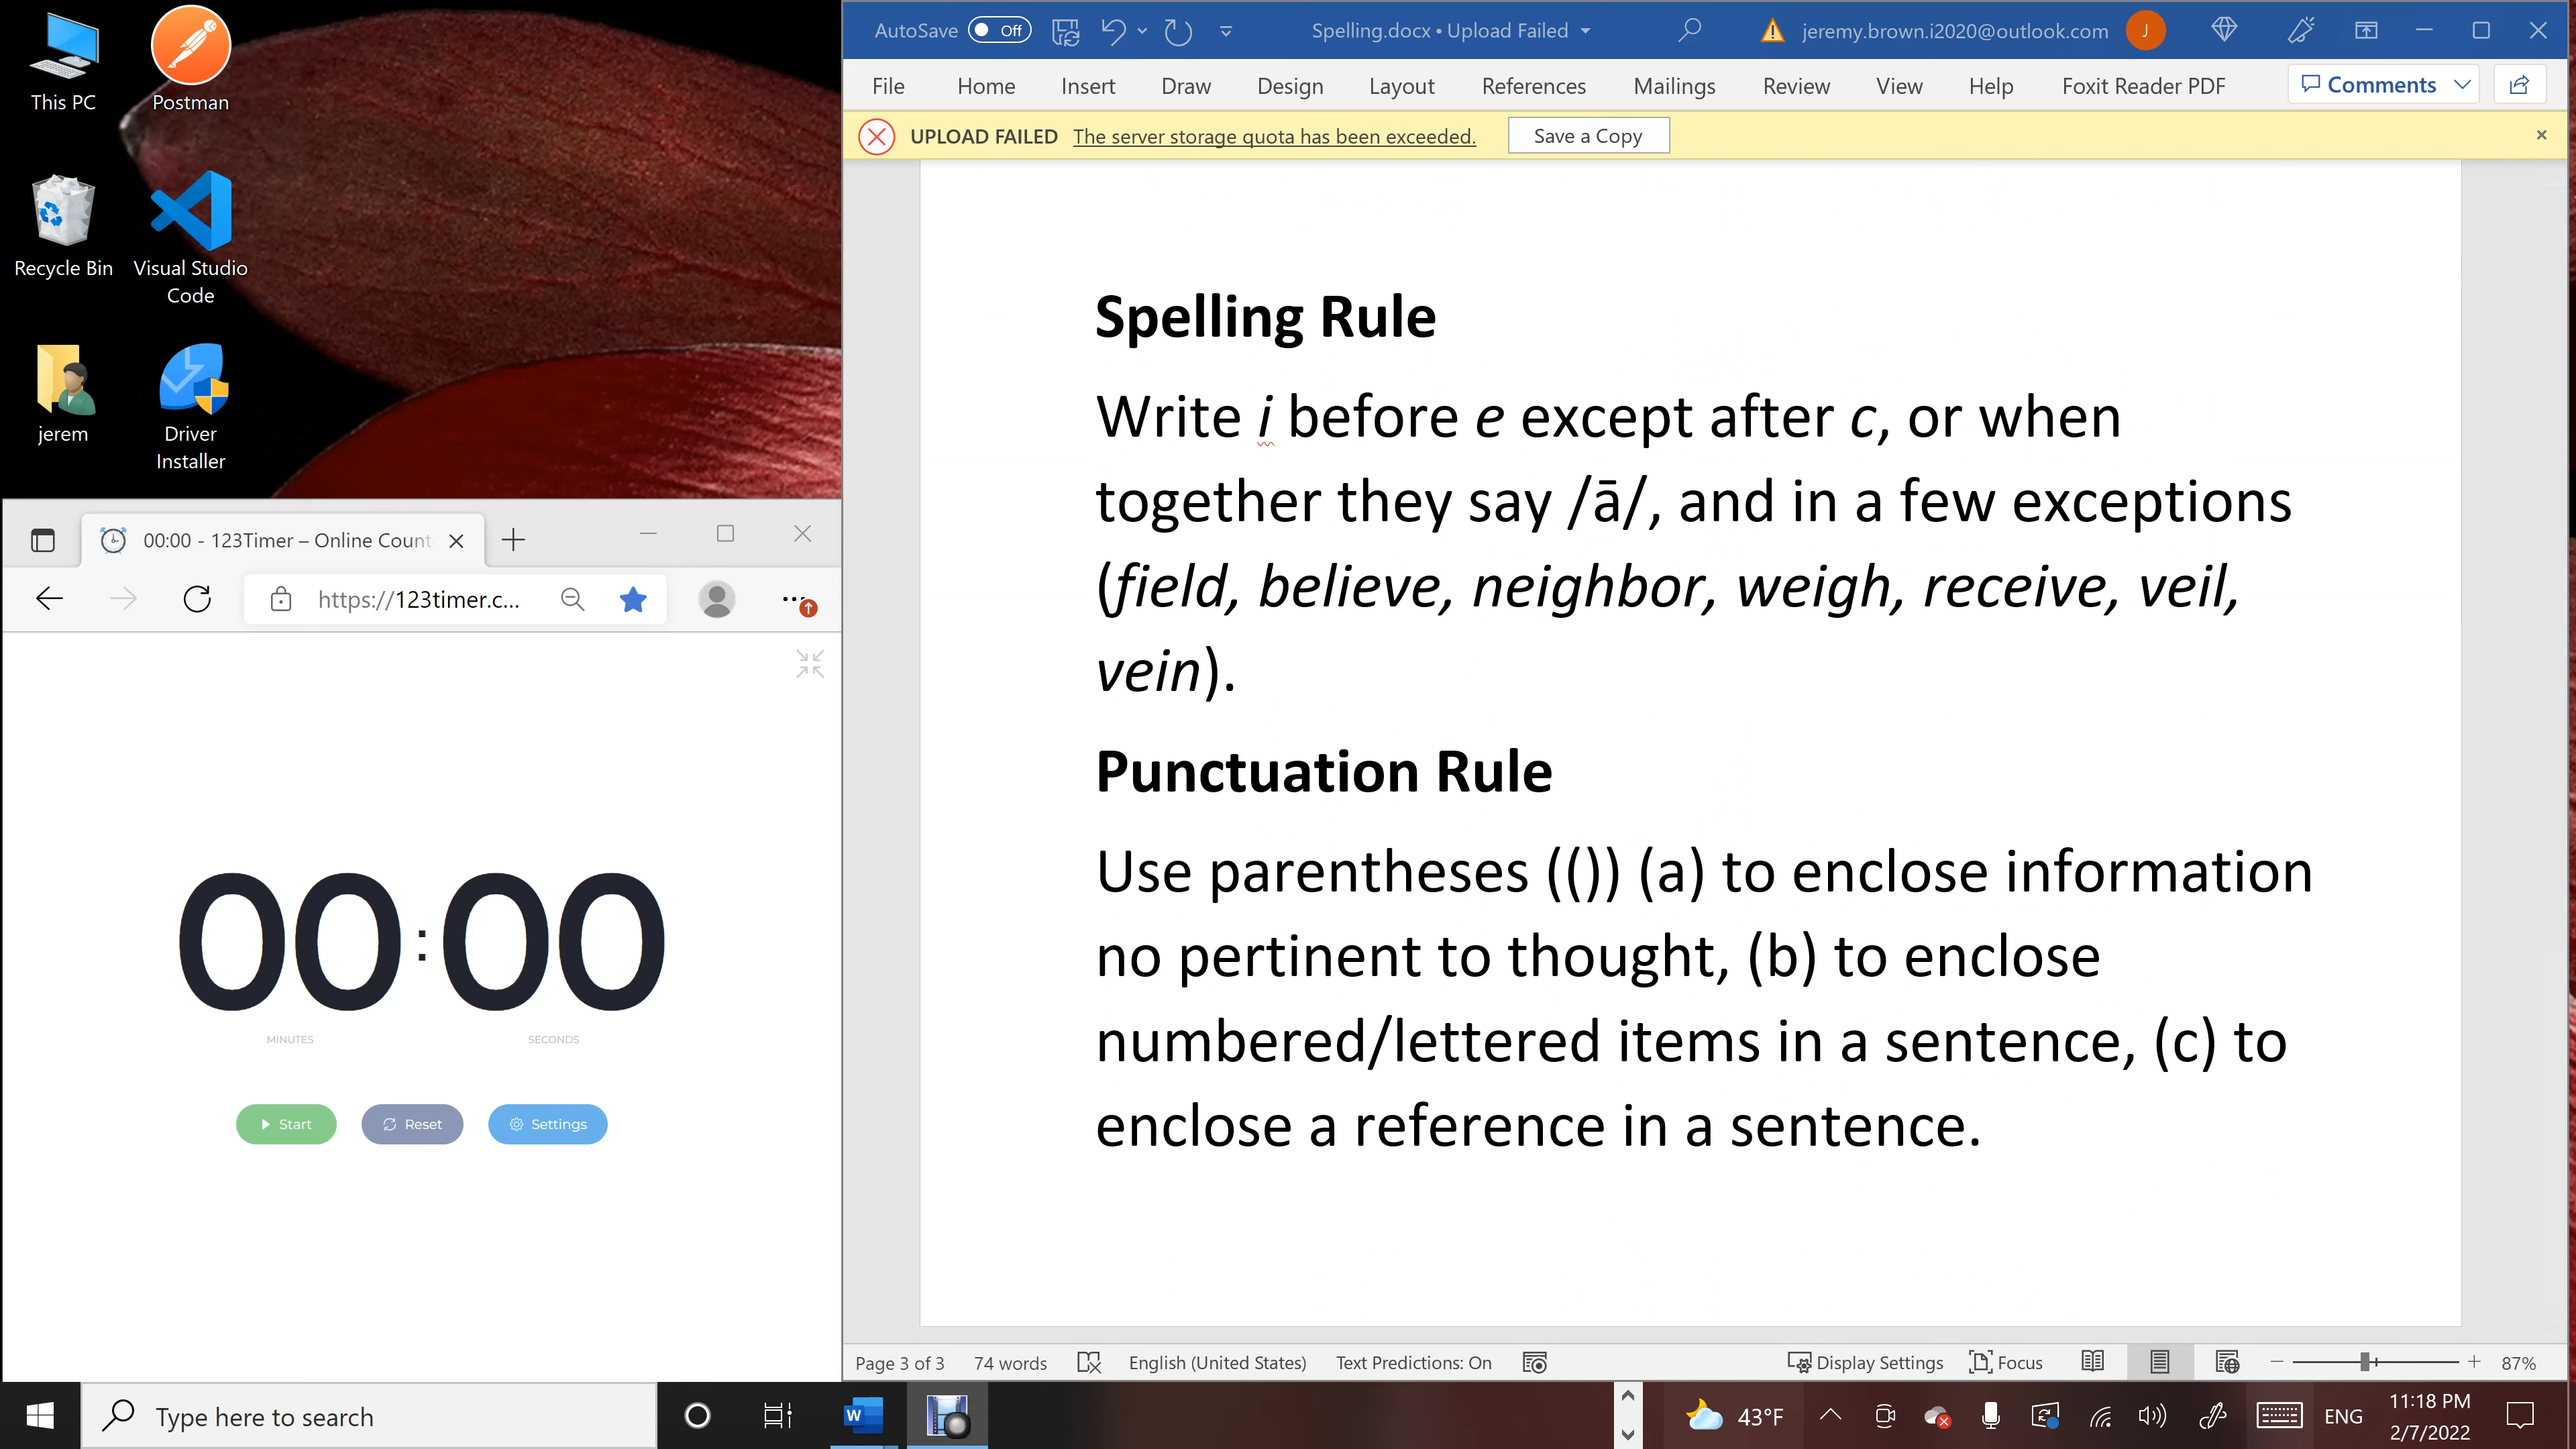 This PC
Postman
Recycle Bin
Visual Studio
Code
jerem
Driver
Installer
00:00 - 123Timer – Online Count
https://123timer.c...
00:00
MINUTES
SECONDS
Start
Reset
Settings
AutoSave Off
Spelling.docx • Upload Failed
jeremy.brown.i2020@outlook.com
J
File Home Insert Draw Design Layout References Mailings Review View Help Foxit Reader PDF
Comments
UPLOAD FAILED The server storage quota has been exceeded. Save a Copy
Spelling Rule
Write i before e except after c, or when
together they say /ā/, and in a few exceptions
(field, believe, neighbor, weigh, receive, veil,
vein).
Punctuation Rule
Use parentheses (()) (a) to enclose information
no pertinent to thought, (b) to enclose
numbered/lettered items in a sentence, (c) to
enclose a reference in a sentence.
Page 3 of 3 74 words English (United States) Text Predictions: On
Display Settings Focus 87%
Type here to search
W
43°F
ENG
11:18 PM
2/7/2022